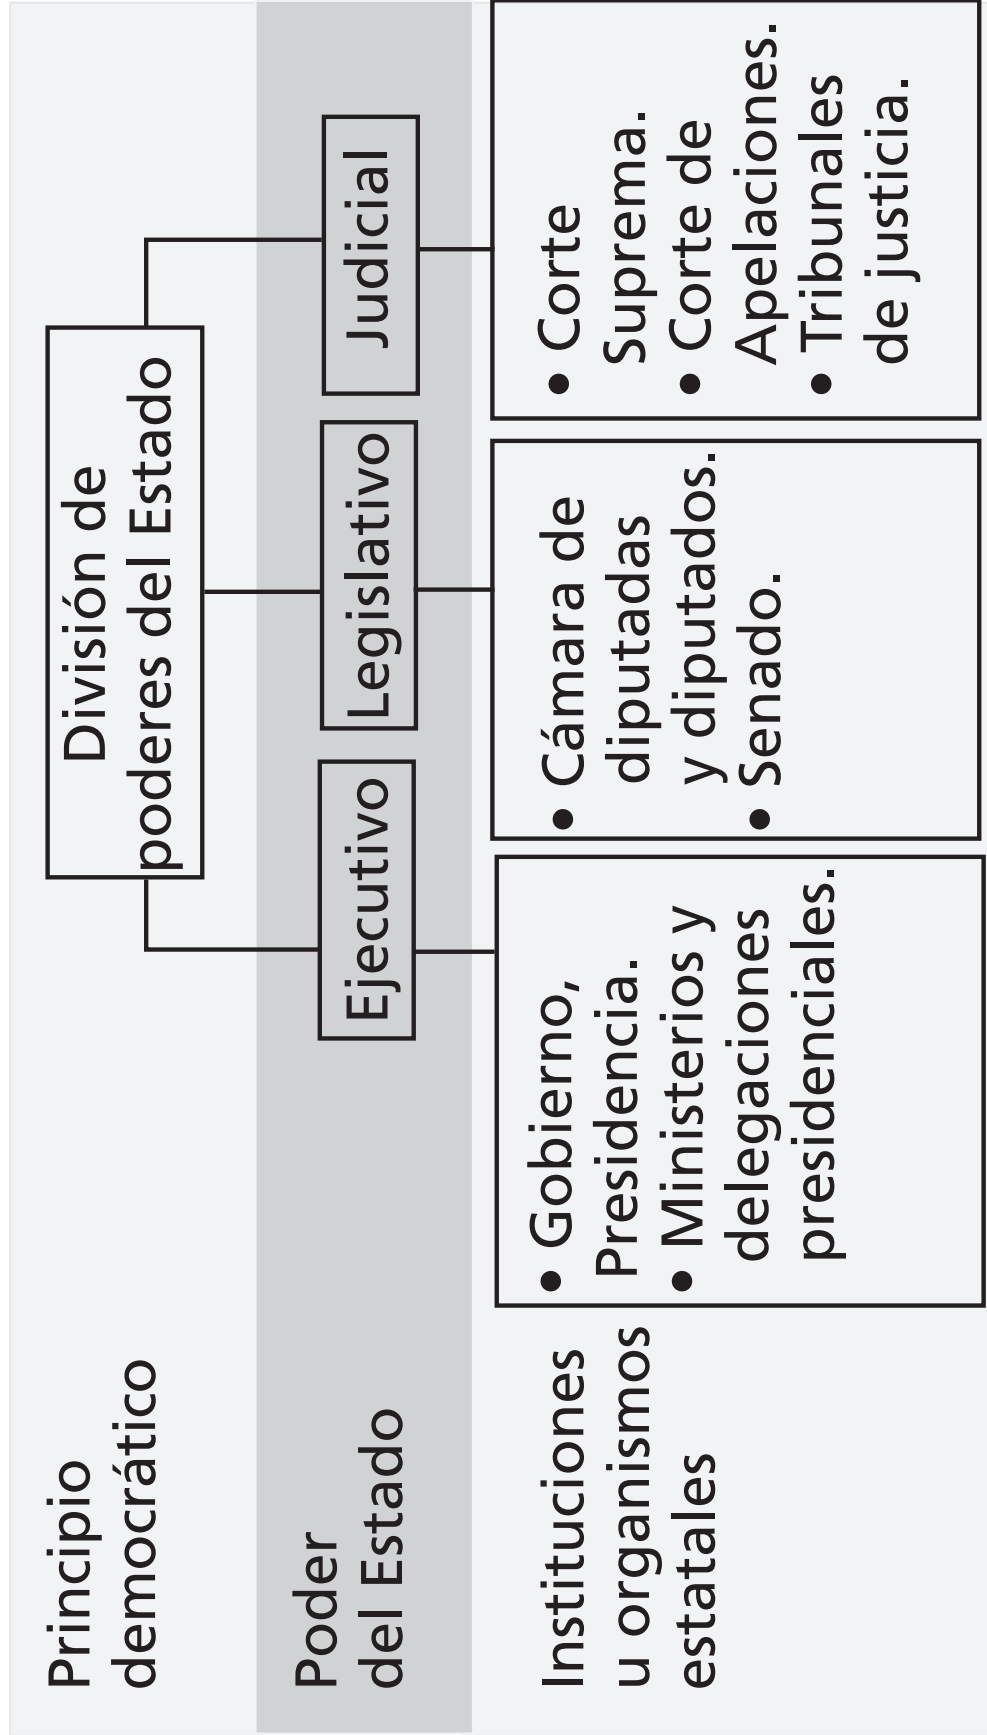 Principio
democrático
División de
poderes del Estado
Poder
del Estado
Ejecutivo
Legislativo
Judicial
Instituciones
u organismos
estatales
• Gobierno,
Presidencia.
• Ministerios y
delegaciones
presidenciales.
• Cámara de
diputadas
y diputados.
• Senado.
• Corte
Suprema.
• Corte de
Apelaciones.
• Tribunales
de justicia.